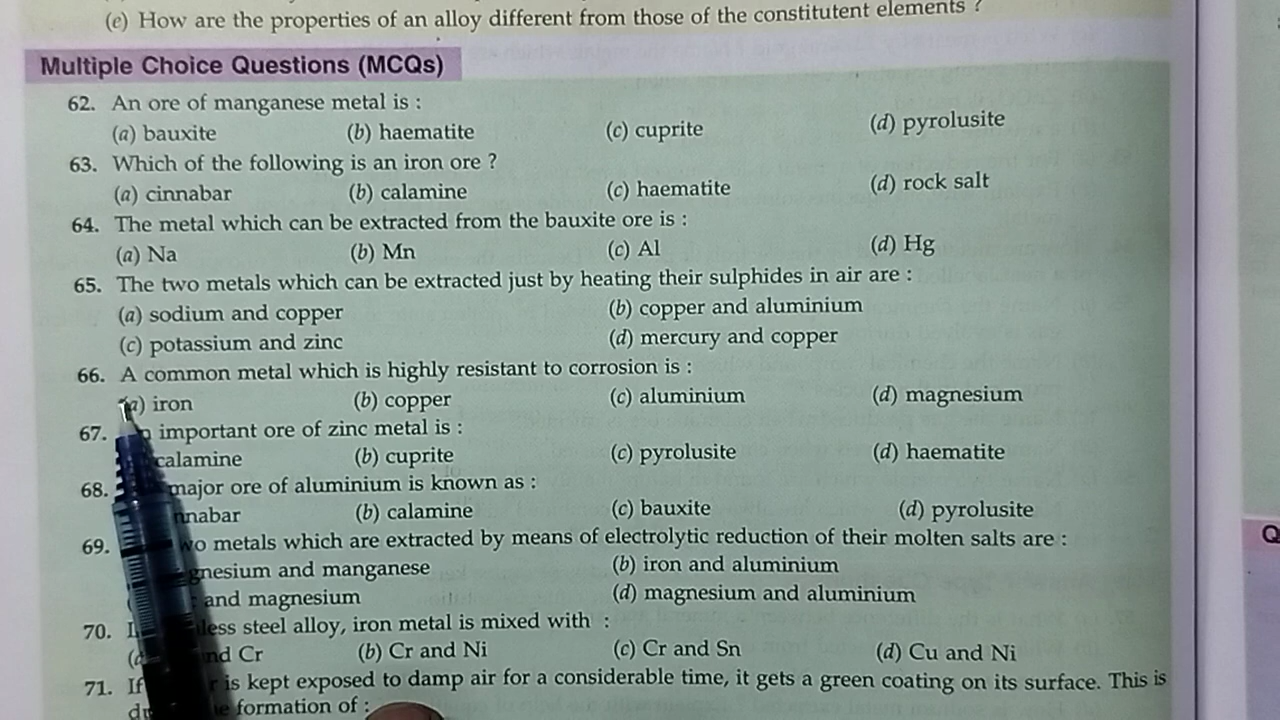 (e) How are the properties of an alloy different from those of the constitutent elements ?
Multiple Choice Questions (MCQs)
62. An ore of manganese metal is :
(a) bauxite (b) haematite (c) cuprite (d) pyrolusite
63. Which of the following is an iron ore ?
(a) cinnabar (b) calamine (c) haematite (d) rock salt
64. The metal which can be extracted from the bauxite ore is :
(a) Na (b) Mn (c) Al (d) Hg
65. The two metals which can be extracted just by heating their sulphides in air are :
(a) sodium and copper (b) copper and aluminium
(c) potassium and zinc (d) mercury and copper
66. A common metal which is highly resistant to corrosion is :
(a) iron (b) copper (c) aluminium (d) magnesium
67. important ore of zinc metal is :
calamine (b) cuprite (c) pyrolusite (d) haematite
68. major ore of aluminium is known as :
(b) calamine (c) bauxite (d) pyrolusite
69. metals which are extracted by means of electrolytic reduction of their molten salts are :
and manganese (b) iron and aluminium
and magnesium (d) magnesium and aluminium
70. steel alloy, iron metal is mixed with :
Cr (b) Cr and Ni (c) Cr and Sn (d) Cu and Ni
71. If is kept exposed to damp air for a considerable time, it gets a green coating on its surface. This is
formation of :
Q